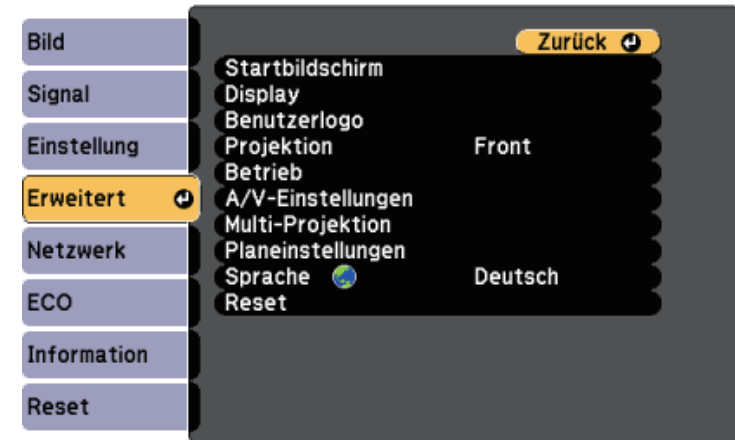 Bild
Signal
Einstellung
Erweitert
Netzwerk
ECO
Information
Reset
Zurück
Startbildschirm
Display
Benutzerlogo
Projektion Front
Betrieb
A/V-Einstellungen
Multi-Projektion
Planeinstellungen
Sprache Deutsch
Reset